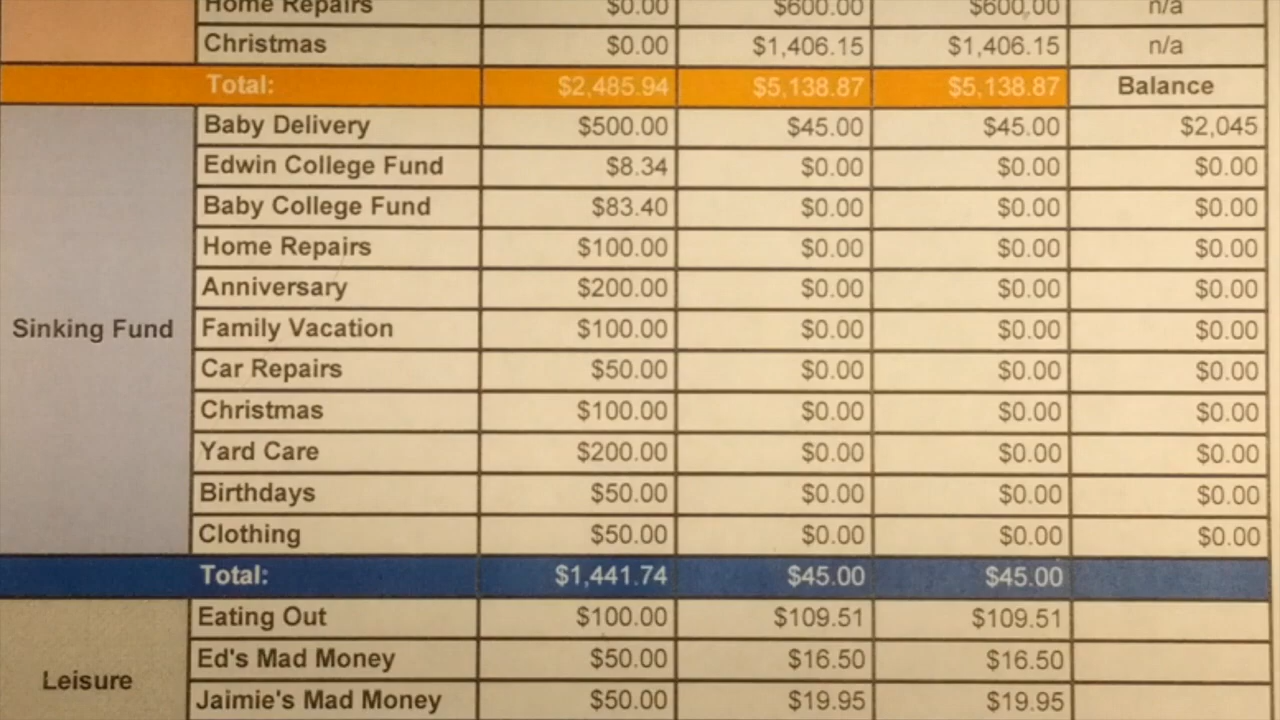 Home Repairs $0.00 $600.00 $600.00 n/a
Christmas $0.00 $1,406.15 $1,406.15 n/a
Total: $2,485.94 $5,138.87 $5,138.87 Balance
Baby Delivery $500.00 $45.00 $45.00 $2,045
Edwin College Fund $8.34 $0.00 $0.00 $0.00
Baby College Fund $83.40 $0.00 $0.00 $0.00
Home Repairs $100.00 $0.00 $0.00 $0.00
Anniversary $200.00 $0.00 $0.00 $0.00
Sinking Fund Family Vacation $100.00 $0.00 $0.00 $0.00
Car Repairs $50.00 $0.00 $0.00 $0.00
Christmas $100.00 $0.00 $0.00 $0.00
Yard Care $200.00 $0.00 $0.00 $0.00
Birthdays $50.00 $0.00 $0.00 $0.00
Clothing $50.00 $0.00 $0.00 $0.00
Total: $1,441.74 $45.00 $45.00
Eating Out $100.00 $109.51 $109.51
Leisure Ed's Mad Money $50.00 $16.50 $16.50
Jaimie's Mad Money $50.00 $19.95 $19.95